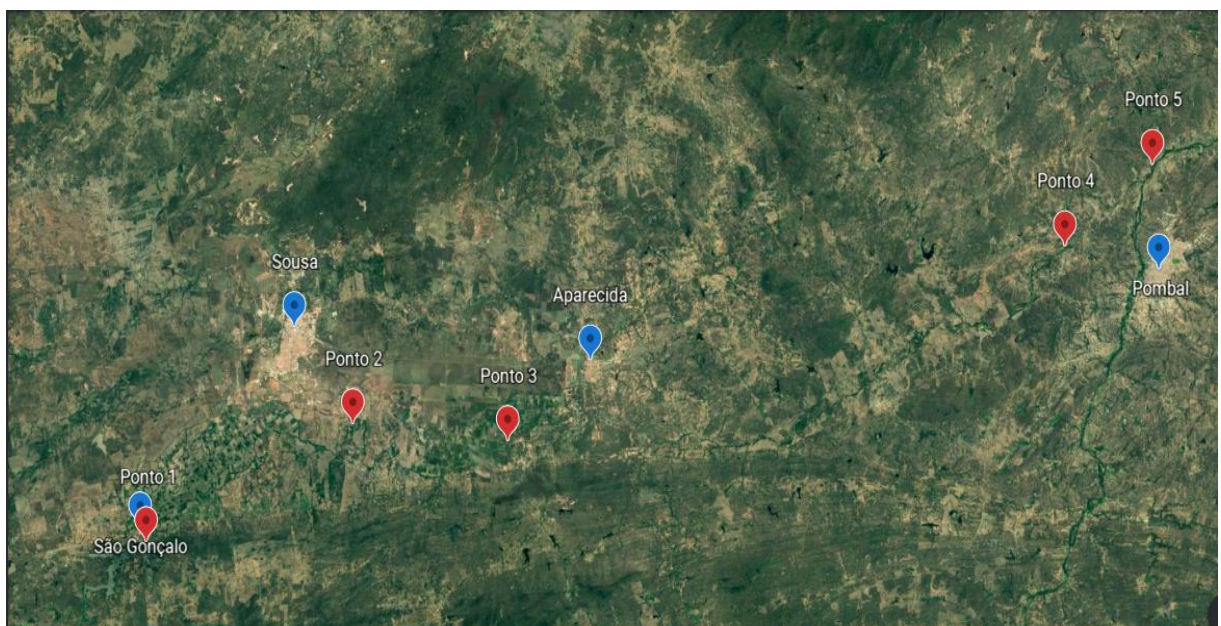 Ponto 5
Ponto 4
Sousa
Pombal
Aparecida
Ponto 2
Ponto 3
Ponto 1
São Gonçalo